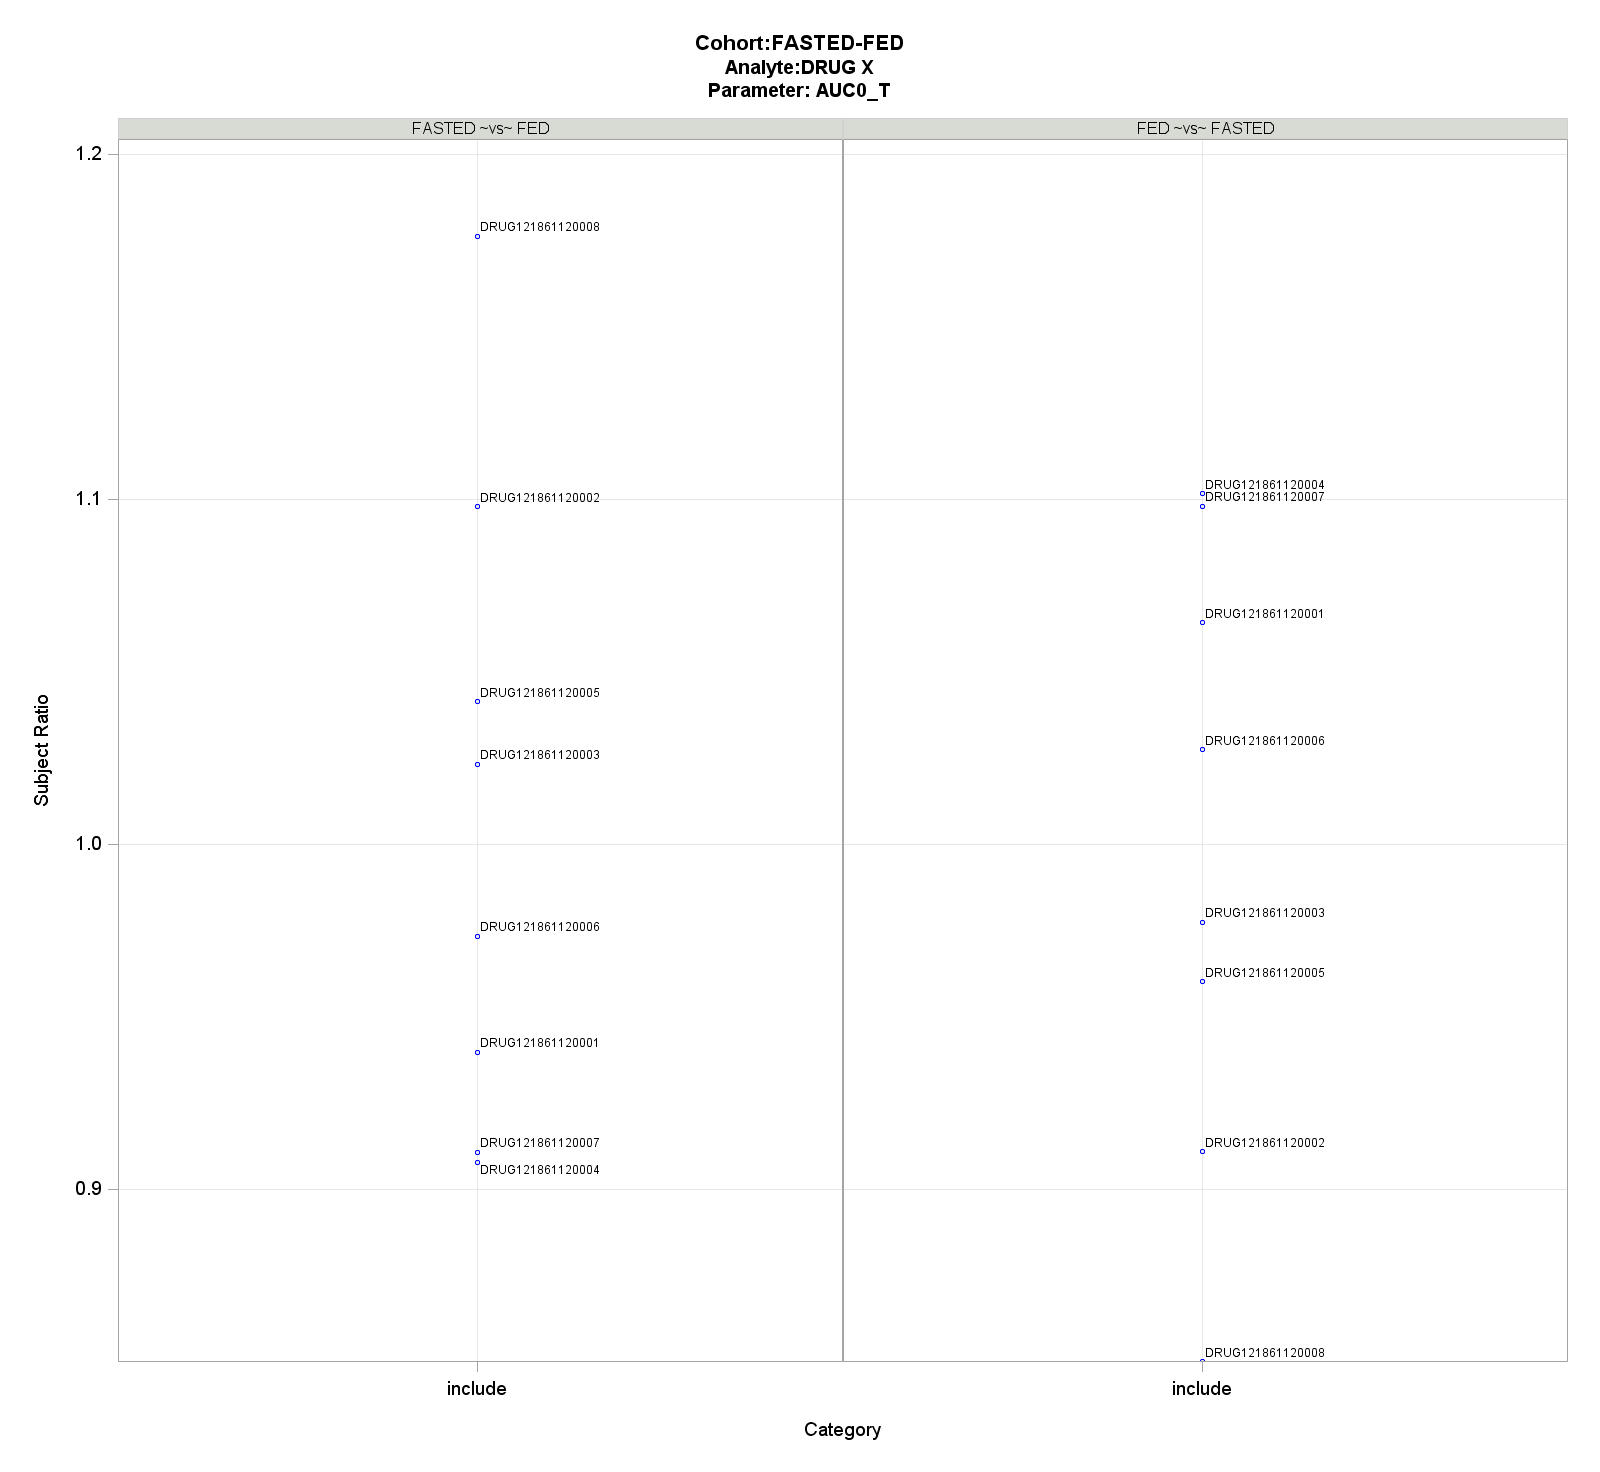 Cohort:FASTED-FED
Analyte:DRUG X
Parameter: AUC0_T
FASTED ~vs~ FED
FED ~vs~ FASTED
1.2
1.1
1.0
0.9
Subject Ratio
DRUG121861120008
DRUG121861120002
DRUG121861120005
DRUG121861120003
DRUG121861120006
DRUG121861120001
DRUG121861120007
DRUG121861120004
DRUG121861120004
DRUG121861120007
DRUG121861120001
DRUG121861120006
DRUG121861120003
DRUG121861120005
DRUG121861120002
DRUG121861120008
include
include
Category